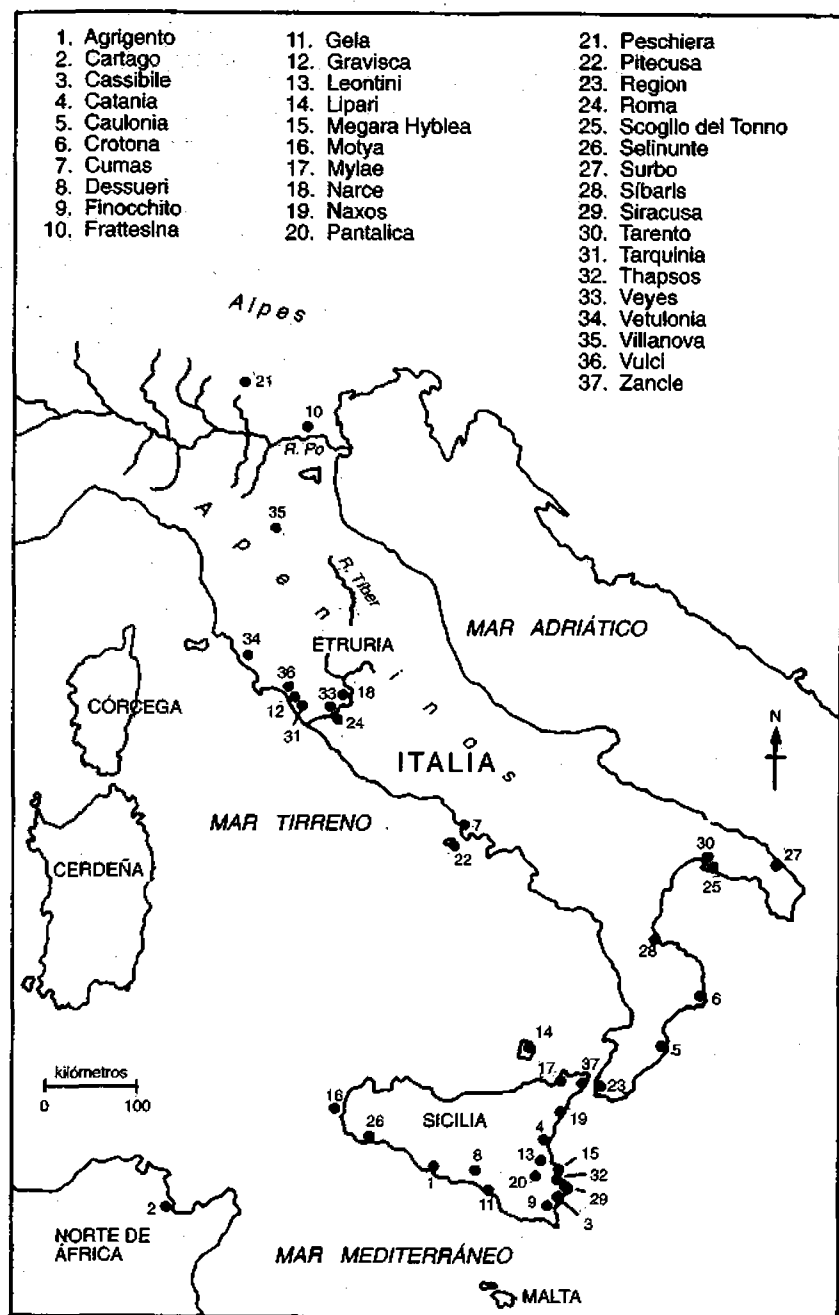 1. Agrigento
2. Cartago
3. Cassibile
4. Catania
5. Caulonia
6. Crotona
7. Cumas
8. Dessueri
9. Finocchito
10. Frattesina
11. Gela
12. Gravisca
13. Leontini
14. Lipari
15. Megara Hyblea
16. Motya
17. Mylae
18. Narce
19. Naxos
20. Pantalica
21. Peschiera
22. Pitecusa
23. Region
24. Roma
25. Scoglio del Tonno
26. Selinunte
27. Surbo
28. Síbaris
29. Siracusa
30. Tarento
31. Tarquinia
32. Thapsos
33. Veyes
34. Vetulonia
35. Villanova
36. Vulci
37. Zancle
Alpes
21
10
R. Po
35
Apeninos
R. Tíber
MAR ADRIÁTICO
34
ETRURIA
36
33
18
12
24
31
CÓRCEGA
N
ITALIA
MAR TIRRENO
7
22
30
27
25
CERDEÑA
28
6
14
5
kilómetros
0 100
17
37
23
16
SICILIA
19
26
4
13
15
8
32
1
20
29
11
9
3
2
NORTE DE
ÁFRICA
MAR MEDITERRÁNEO
MALTA